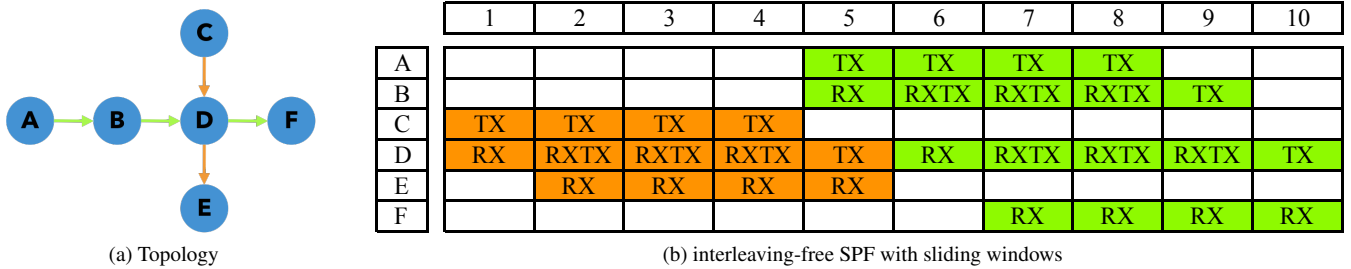 C
A B D F
E
(a) Topology
1 2 3 4 5 6 7 8 9 10
A TX TX TX TX
B RX RXTX RXTX RXTX TX
C TX TX TX TX
D RX RXTX RXTX RXTX TX RX RXTX RXTX RXTX TX
E RX RX RX RX
F RX RX RX RX
(b) interleaving-free SPF with sliding windows